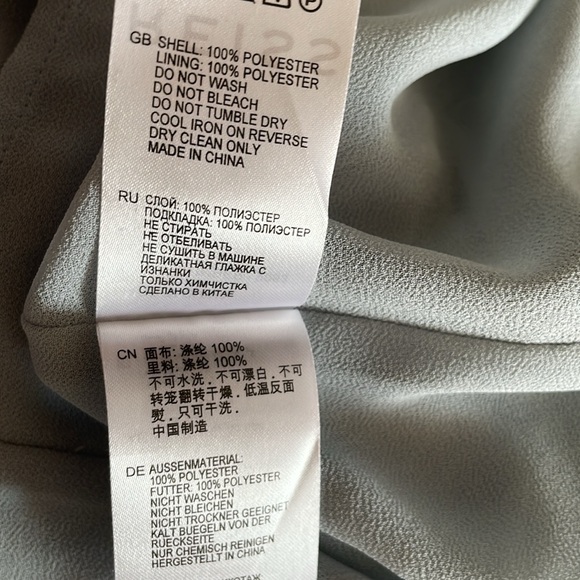 P
REISS
GB SHELL: 100% POLYESTER
LINING: 100% POLYESTER
DO NOT WASH
DO NOT BLEACH
DO NOT TUMBLE DRY
COOL IRON ON REVERSE
DRY CLEAN ONLY
MADE IN CHINA
RU СЛОЙ: 100% ПОЛИЭСТЕР
ПОДКЛАДКА: 100% ПОЛИЭСТЕР
НЕ СТИРАТЬ
НЕ ОТБЕЛИВАТЬ
НЕ СУШИТЬ В МАШИНЕ
ДЕЛИКАТНАЯ ГЛАЖКА С
ИЗНАНКИ
ТОЛЬКО ХИМЧИСТКА
СДЕЛАНО В КИТАЕ
CN 面布: 涤纶 100%
里料: 涤纶 100%
不可水洗﹐不可漂白﹐不可
转笼翻转干燥﹐低温反面
熨﹐只可干洗﹒
中国制造
DE AUSSENMATERIAL:
100% POLYESTER
FUTTER: 100% POLYESTER
NICHT WASCHEN
NICHT BLEICHEN
NICHT TROCKNER GEEIGNET
KALT BUEGELN VON DER
RUECKSEITE
NUR CHEMISCH REINIGEN
HERGESTELLT IN CHINA